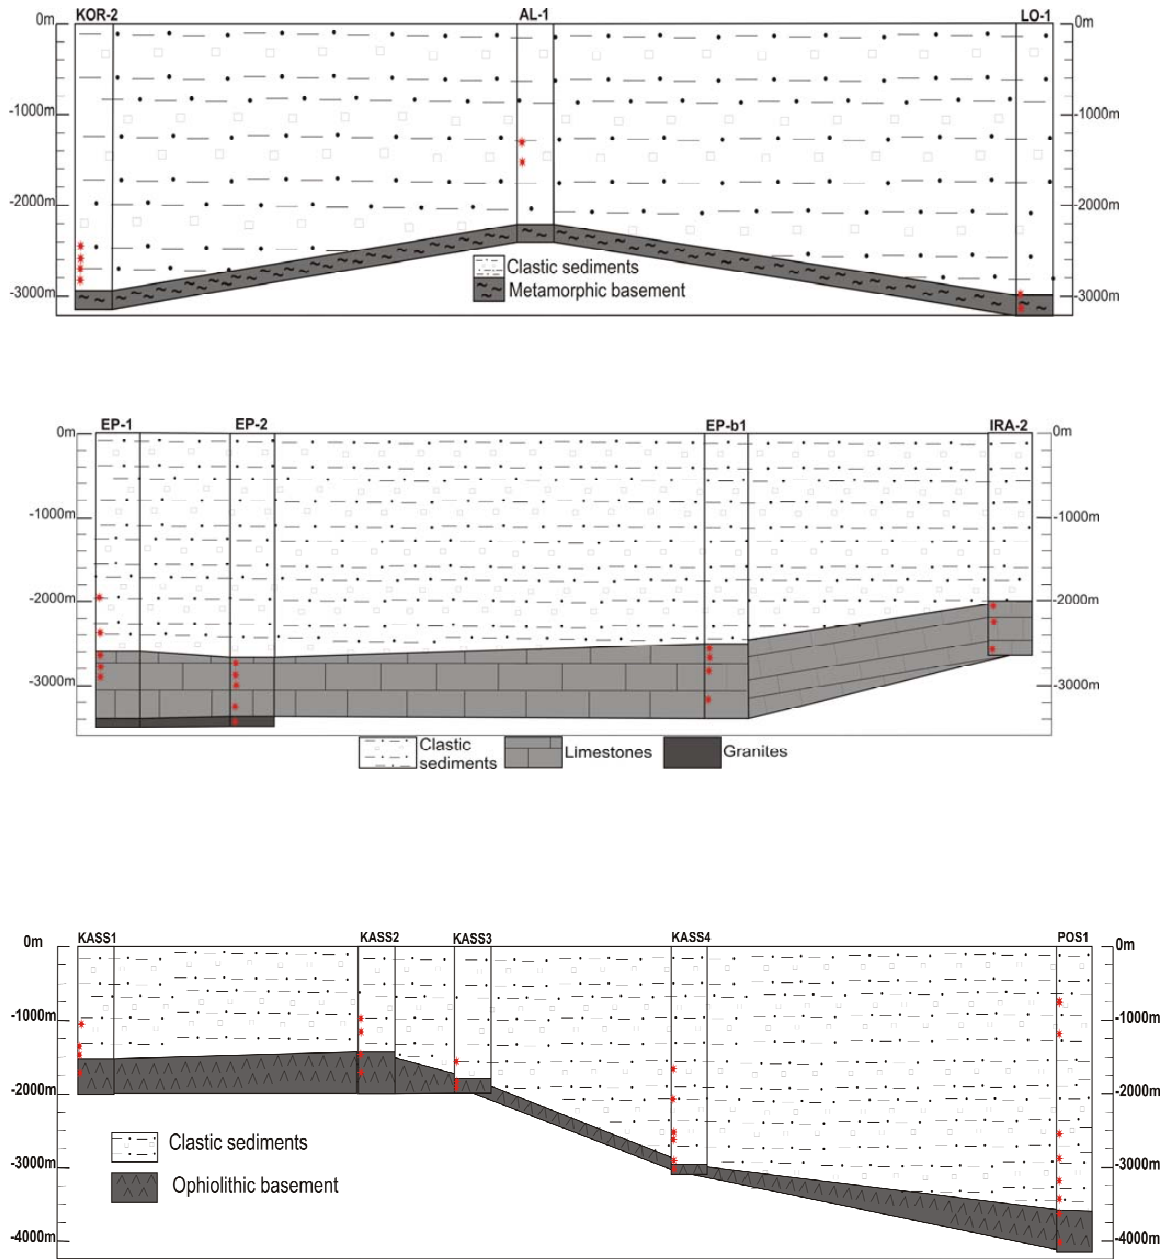 KOR-2 AL-1 LO-1
0m 0m
-1000m -1000m
-2000m -2000m
Clastic sediments
Metamorphic basement
-3000m -3000m
EP-1 EP-2 EP-b1 IRA-2
0m 0m
-1000m -1000m
-2000m -2000m
-3000m -3000m
Clastic sediments Limestones Granites
KASS1 KASS2 KASS3 KASS4 POS1
0m 0m
-1000m -1000m
-2000m -2000m
Clastic sediments
-3000m -3000m
Ophiolithic basement
-4000m -4000m